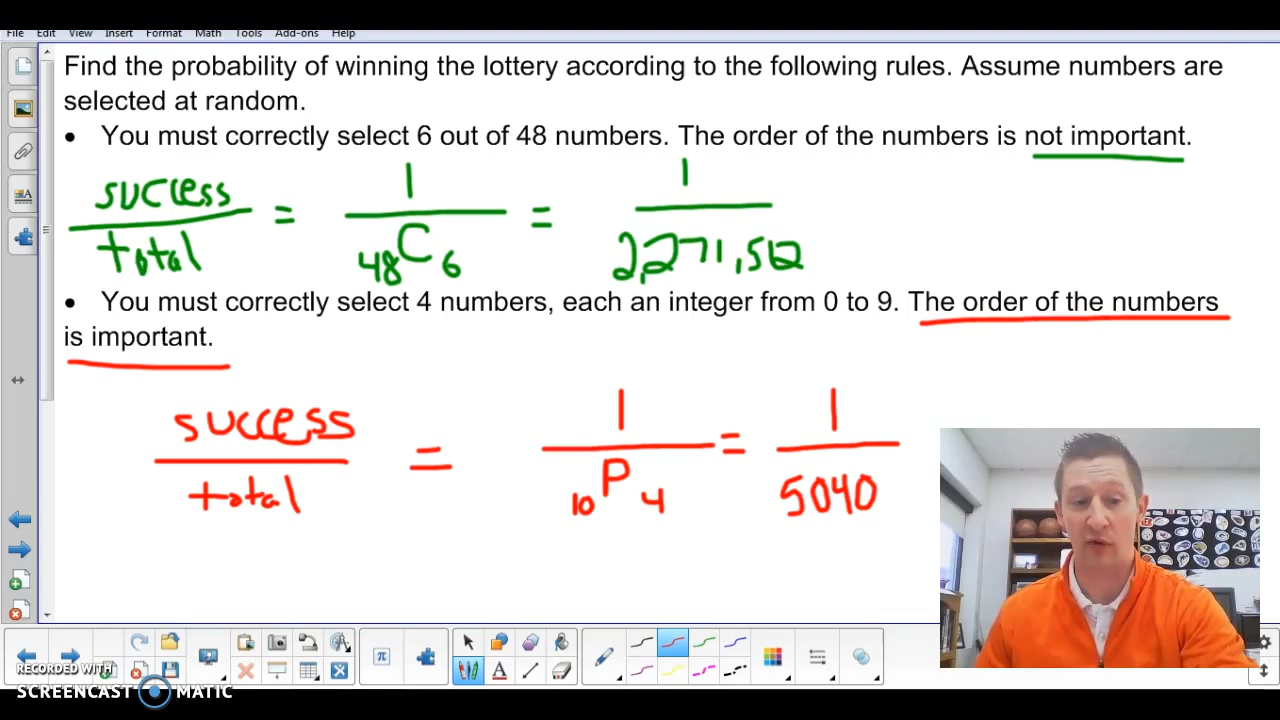 File Edit View Insert Format Math Tools Add-ons Help
Find the probability of winning the lottery according to the following rules. Assume numbers are
selected at random.
• You must correctly select 6 out of 48 numbers. The order of the numbers is not important.
success
total
=
1
48C6
=
1
2,271,512
• You must correctly select 4 numbers, each an integer from 0 to 9. The order of the numbers
is important.
success
total
=
1
10P4
=
1
5040
π
A
RECORDED WITH
SCREENCAST MATIC